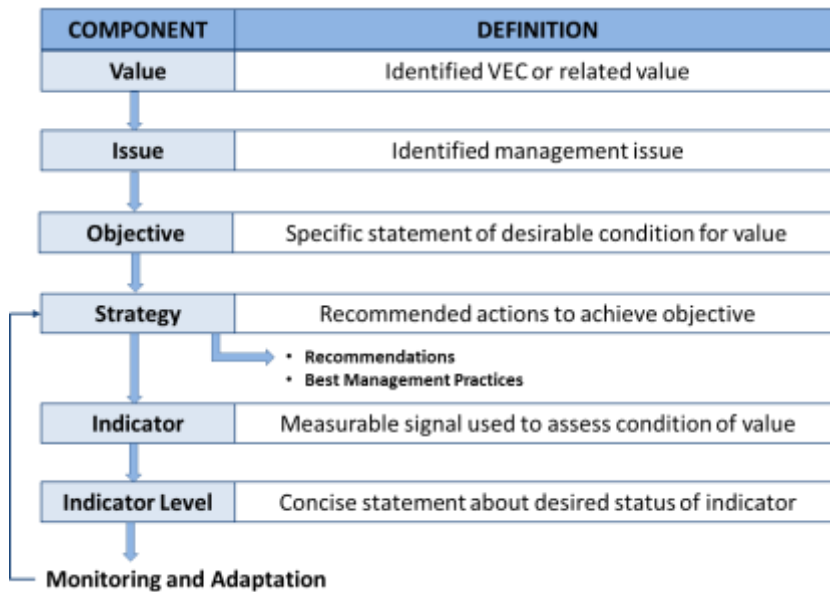 COMPONENT DEFINITION
Value Identified VEC or related value
Issue Identified management issue
Objective Specific statement of desirable condition for value
Strategy Recommended actions to achieve objective
• Recommendations
• Best Management Practices
Indicator Measurable signal used to assess condition of value
Indicator Level Concise statement about desired status of indicator
Monitoring and Adaptation